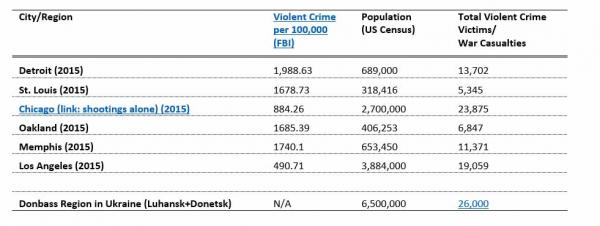 City/Region Violent Crime Population Total Violent Crime
per 100,000 (US Census) Victims/
(FBI) War Casualties
Detroit (2015) 1,988.63 689,000 13,702
St. Louis (2015) 1678.73 318,416 5,345
Chicago (link: shootings alone) (2015) 884.26 2,700,000 23,875
Oakland (2015) 1685.39 406,253 6,847
Memphis (2015) 1740.1 653,450 11,371
Los Angeles (2015) 490.71 3,884,000 19,059
Donbass Region in Ukraine (Luhansk+Donetsk) N/A 6,500,000 26,000